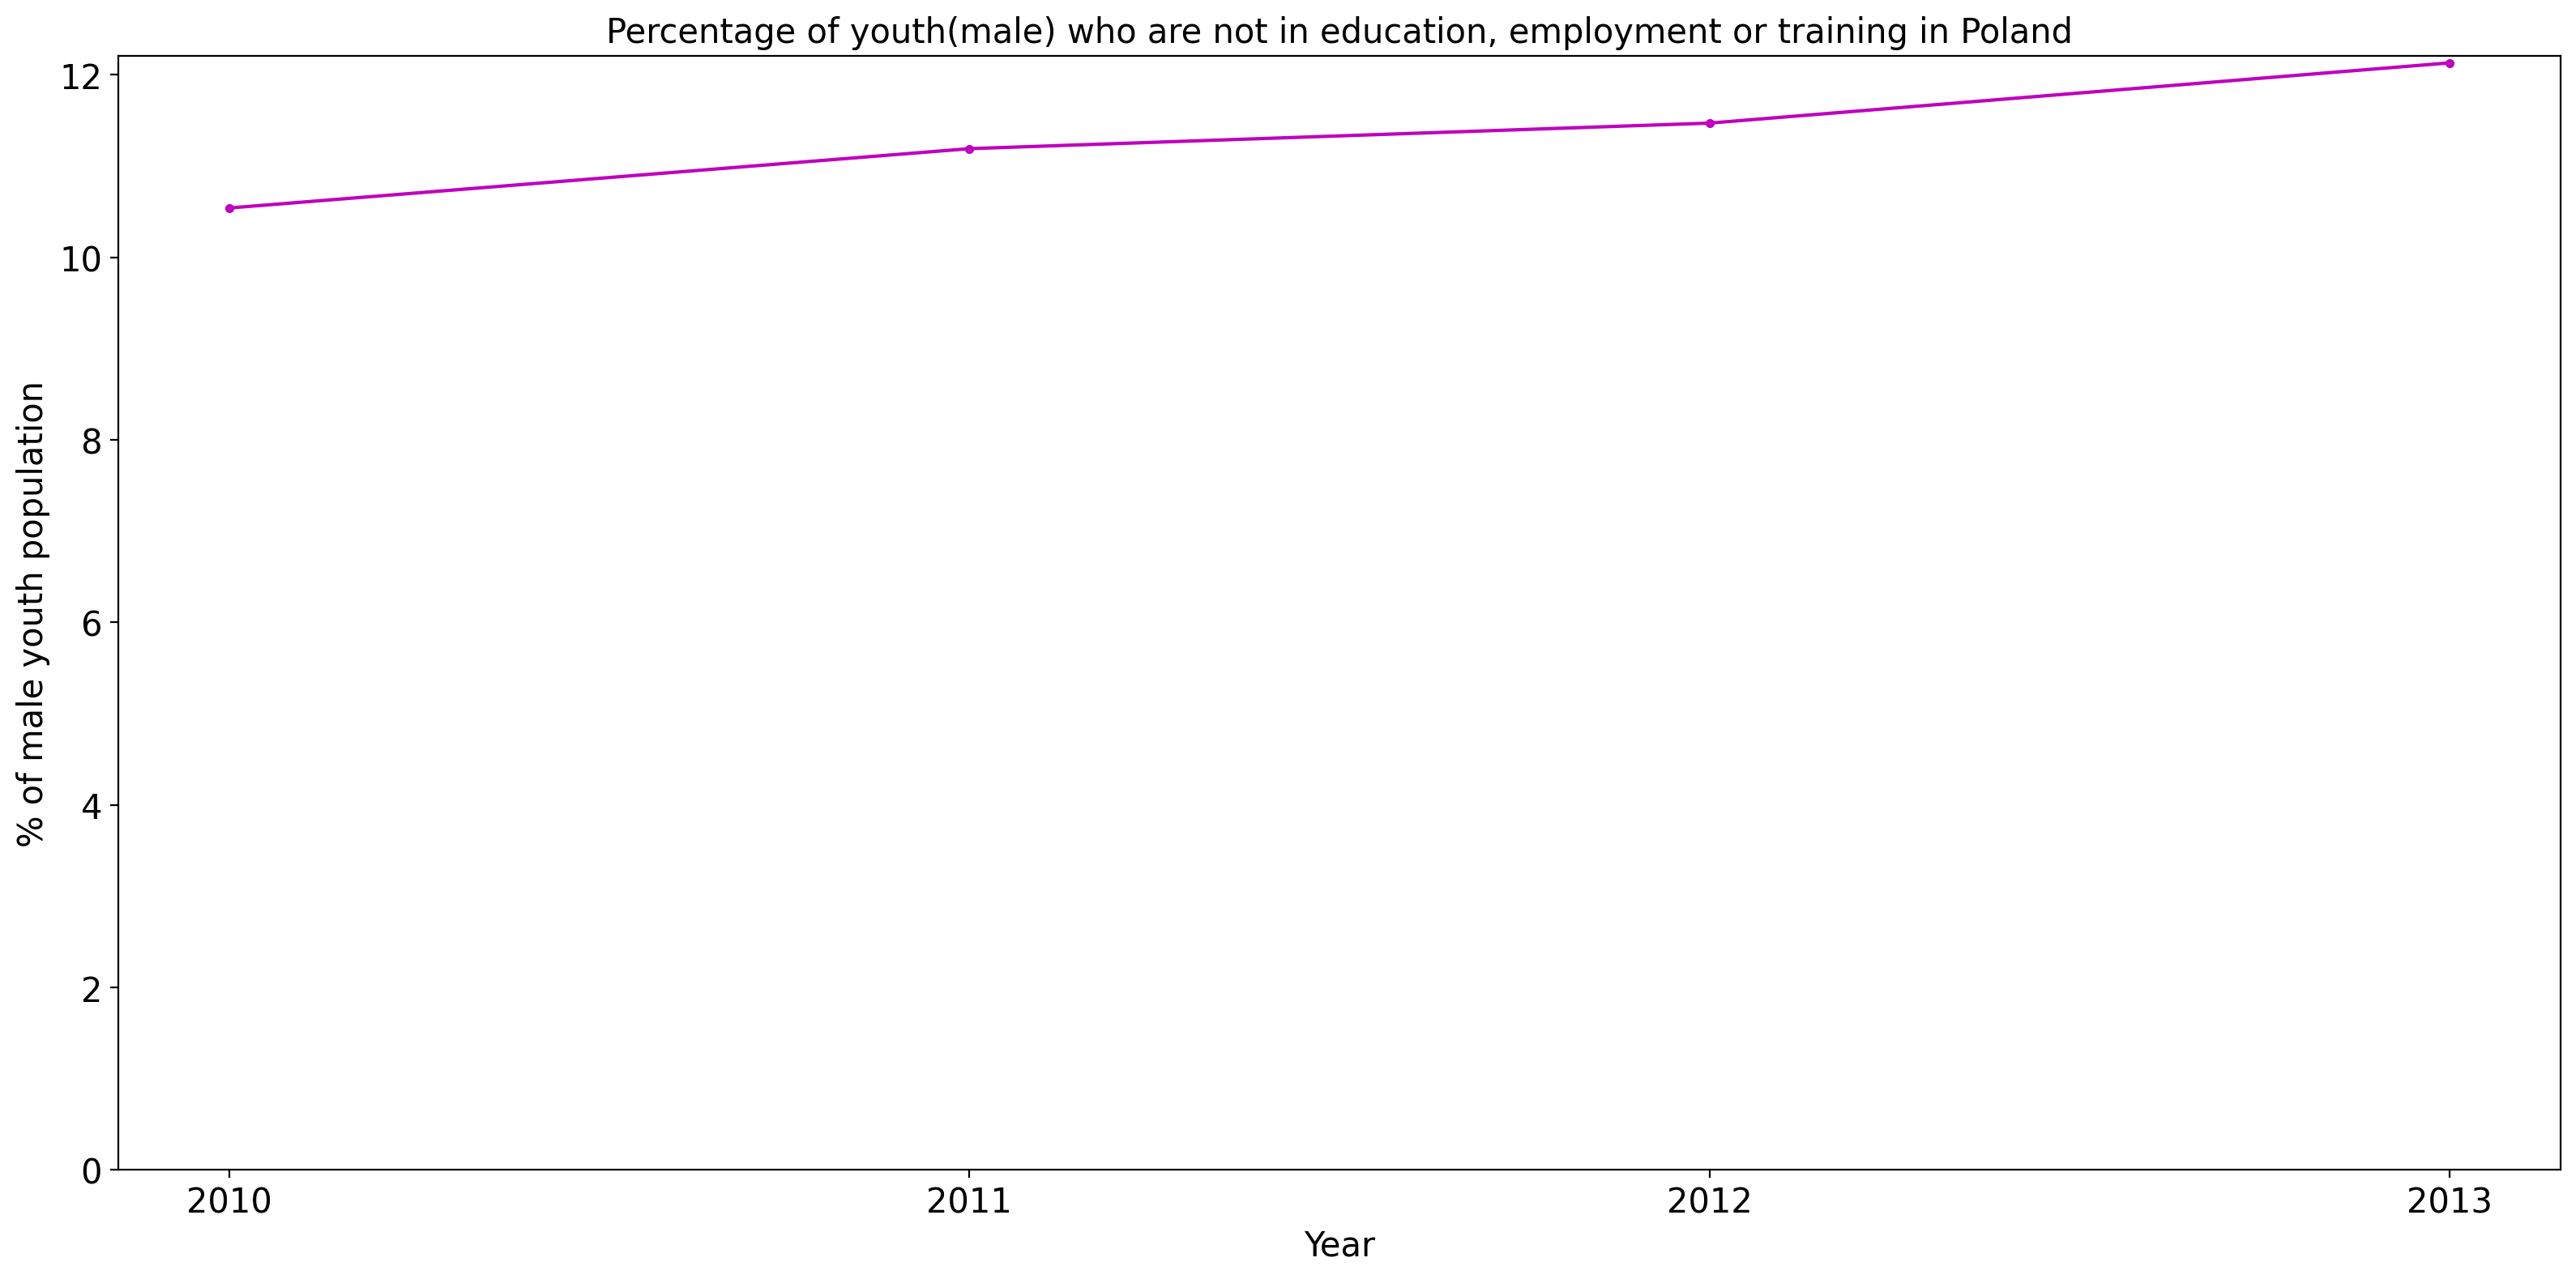 Percentage of youth(male) who are not in education, employment or training in Poland
% of male youth population
12
10
8
6
4
2
0
2010 2011 2012 2013
Year